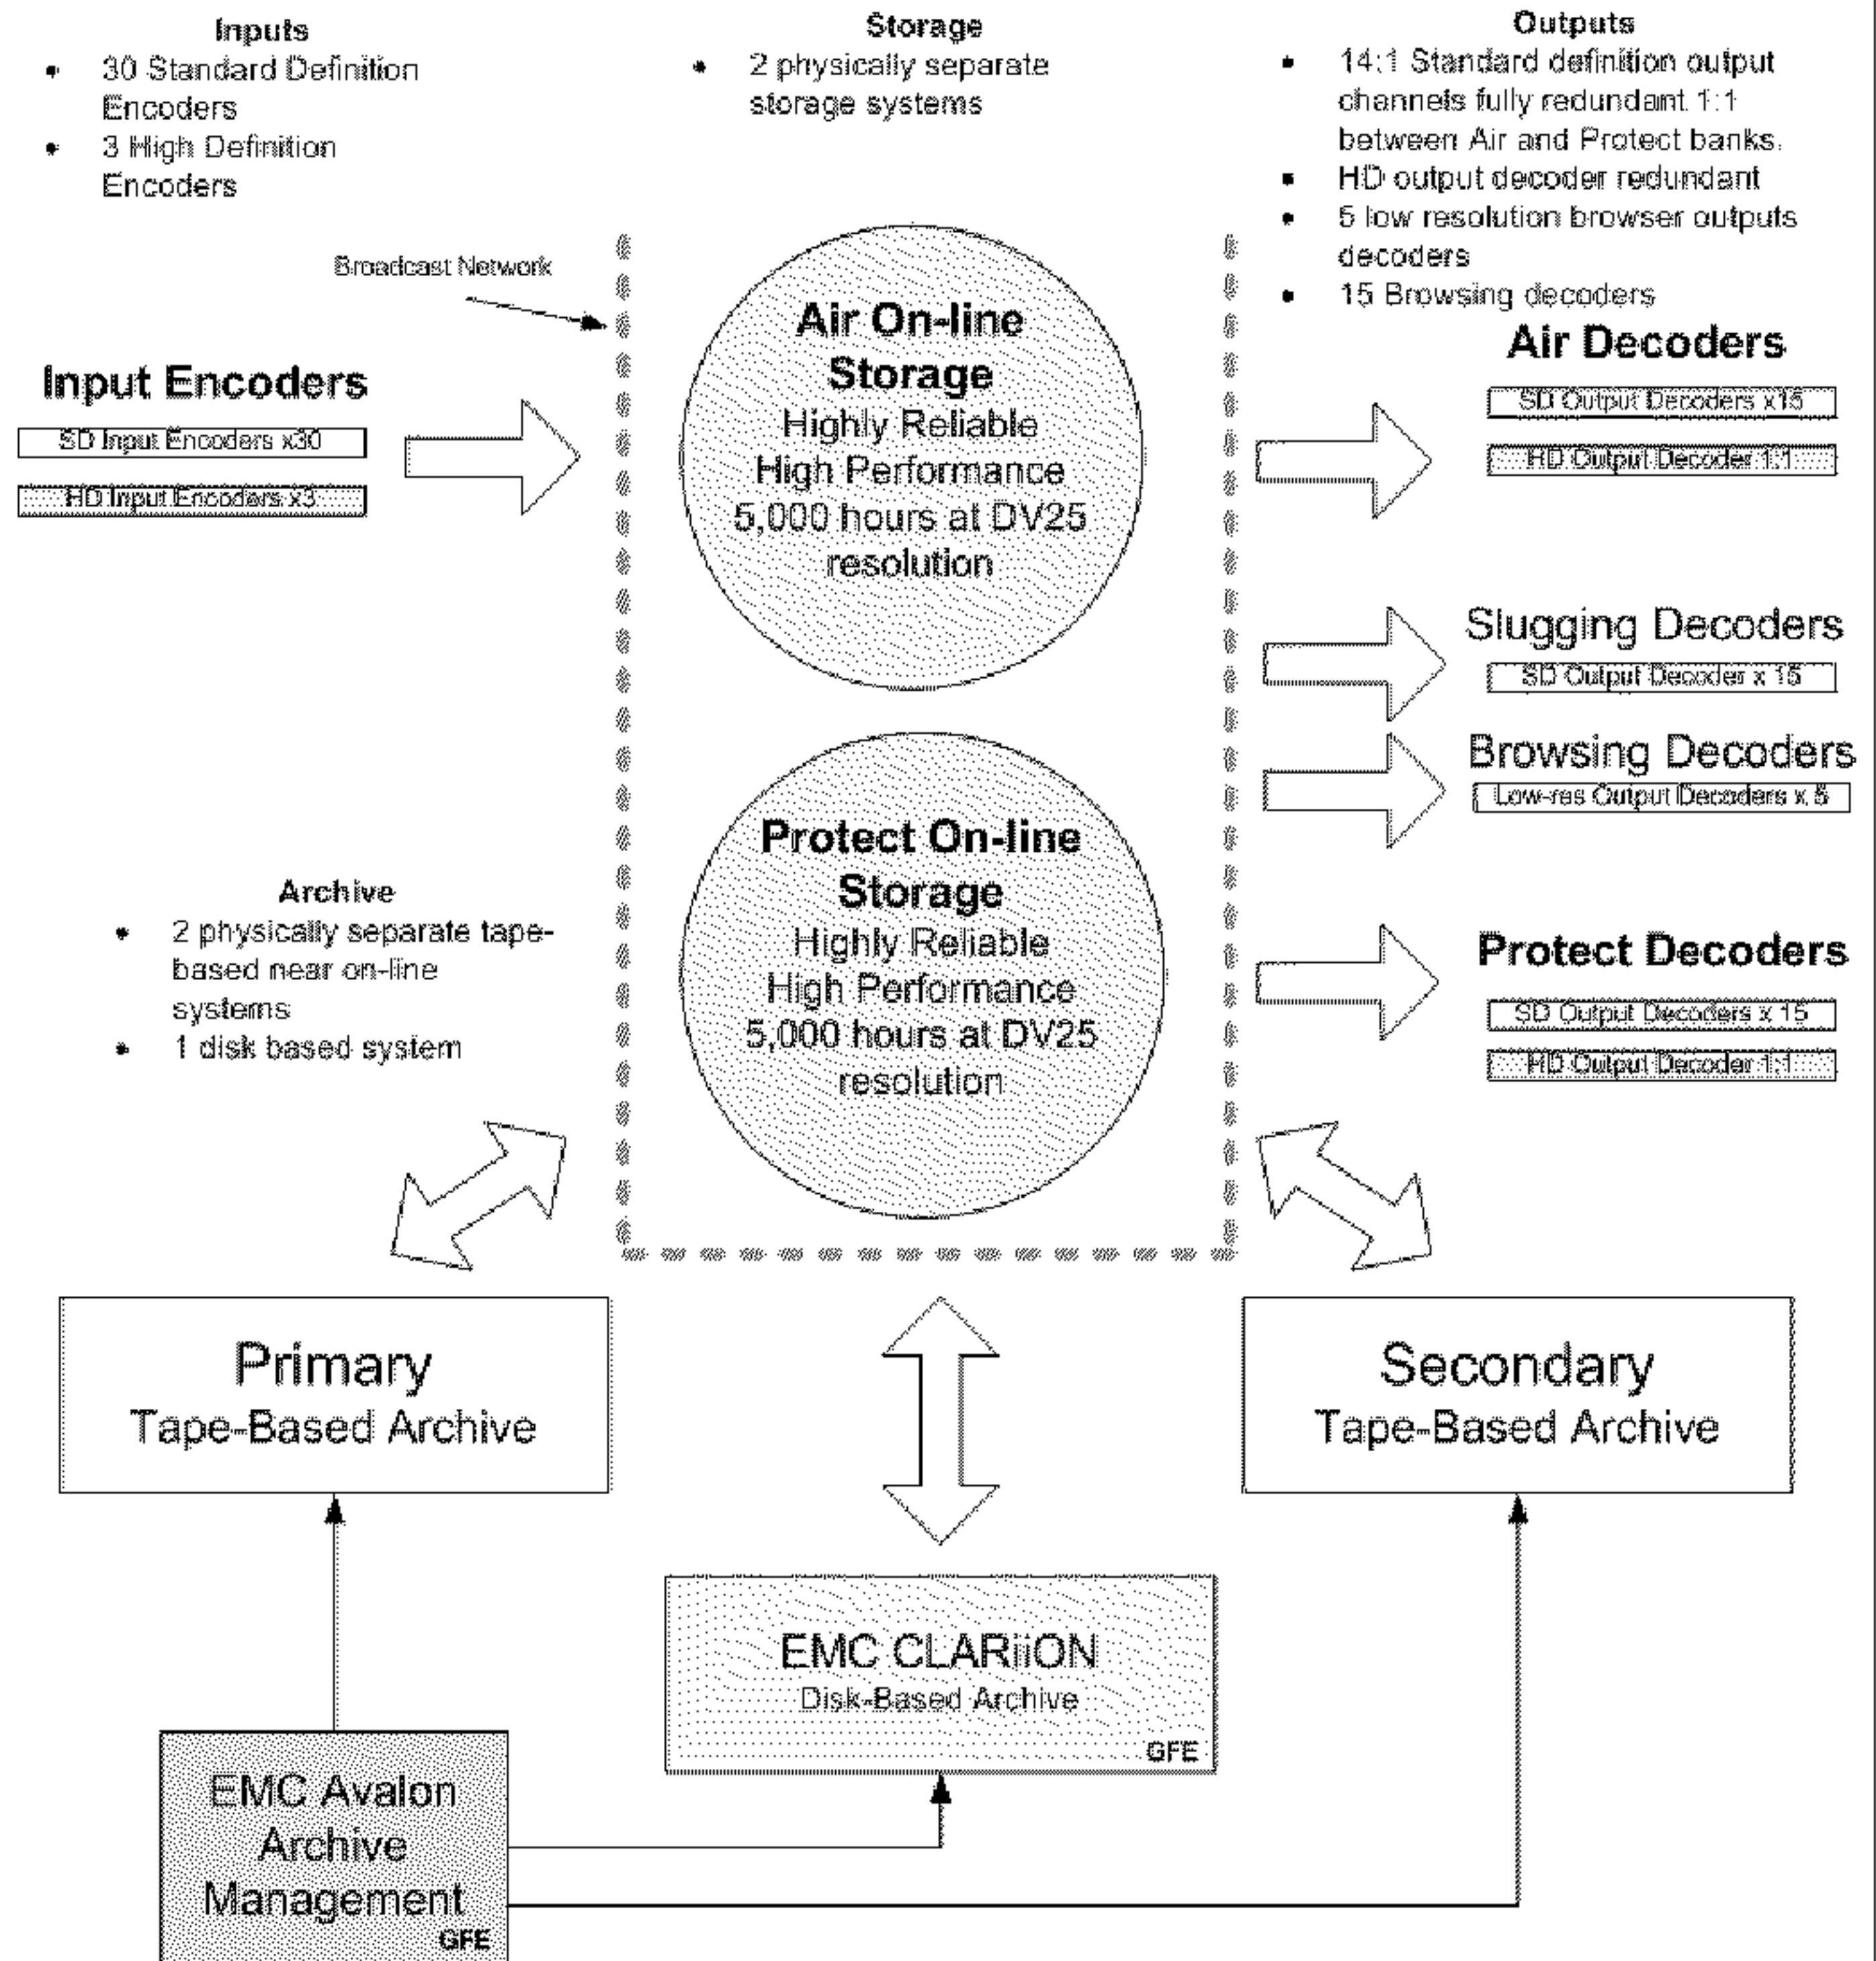 Inputs
• 30 Standard Definition
Encoders
• 3 High Definition
Encoders
Storage
• 2 physically separate
storage systems
Outputs
• 14:1 Standard definition output
channels fully redundant 1:1
between Air and Protect banks.
• HD output decoder redundant
• 5 low resolution browser outputs
decoders
• 15 Browsing decoders
Broadcast Network
Input Encoders
SD Input Encoders x30
HD Input Encoders x3
Air On-line
Storage
Highly Reliable
High Performance
5,000 hours at DV25
resolution
Air Decoders
SD Output Decoders x15
HD Output Decoder 1:1
Slugging Decoders
SD Output Decoder x 15
Browsing Decoders
Low-res Output Decoders x 5
Protect On-line
Storage
Highly Reliable
High Performance
5,000 hours at DV25
resolution
Archive
• 2 physically separate tape-
based near on-line
systems
• 1 disk based system
Protect Decoders
SD Output Decoders x 15
HD Output Decoder 1:1
Primary
Tape-Based Archive
Secondary
Tape-Based Archive
EMC CLARiiON
Disk-Based Archive
GFE
EMC Avalon
Archive
Management
GFE